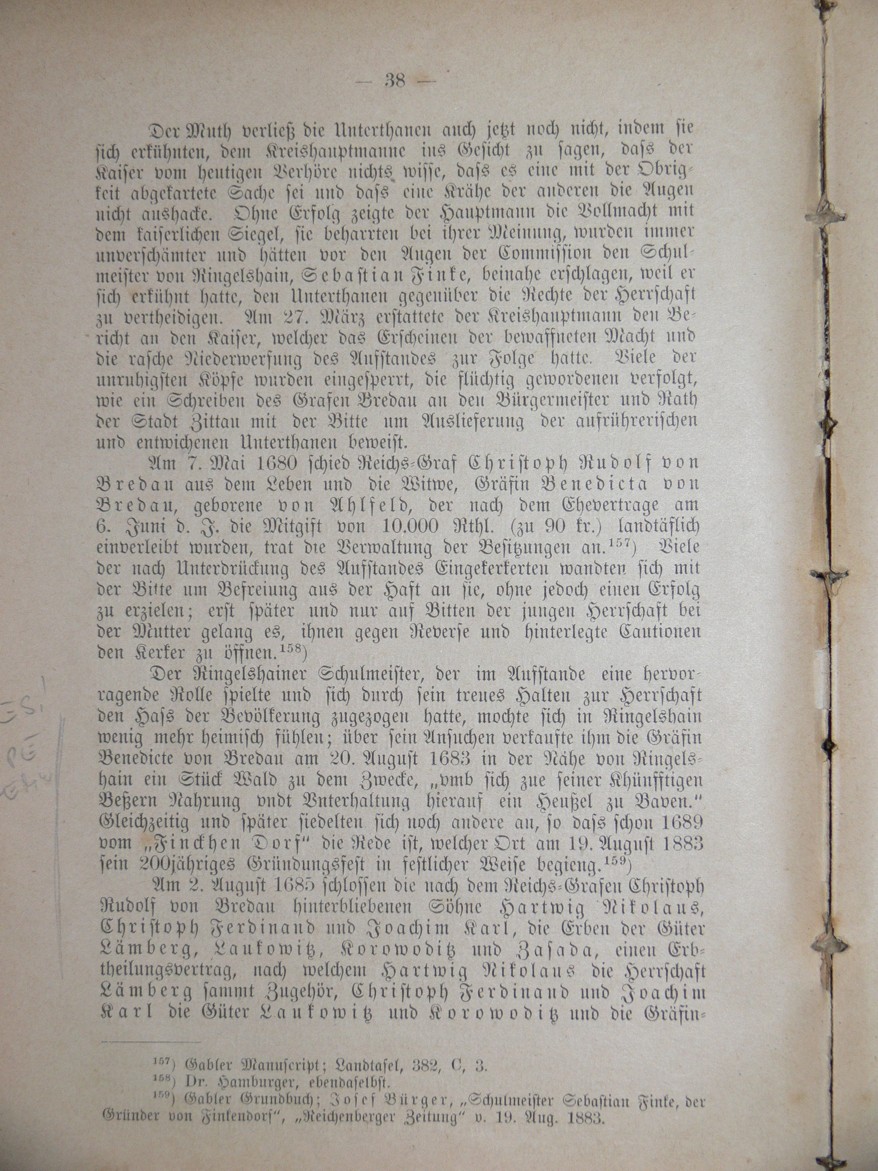 — 38 —
Der Muth verließ die Unterthanen auch jetzt noch nicht, indem sie
sich erkühnten, dem Kreishauptmanne ins Gesicht zu sagen, dass der
Kaiser vom heutigen Verhöre nichts wisse, dass es eine mit der Obrig-
keit abgekartete Sache sei und dass eine Krähe der anderen die Augen
nicht aushacke. Ohne Erfolg zeigte der Hauptmann die Vollmacht mit
dem kaiserlichen Siegel, sie beharrten bei ihrer Meinung, wurden immer
unverschämter und hätten vor den Augen der Commission den Schul-
meister von Ringelshain, Sebastian Finke, beinahe erschlagen, weil er
sich erkühnt hatte, den Unterthanen gegenüber die Rechte der Herrschaft
zu vertheidigen. Am 27. März erstattete der Kreishauptmann den Be-
richt an den Kaiser, welcher das Erscheinen der bewaffneten Macht und
die rasche Niederwerfung des Aufstandes zur Folge hatte. Viele der
unruhigsten Köpfe wurden eingesperrt, die flüchtig gewordenen verfolgt,
wie ein Schreiben des Grafen Bredau an den Bürgermeister und Rath
der Stadt Zittau mit der Bitte um Auslieferung der aufrührerischen
und entwichenen Unterthanen beweist.
Am 7. Mai 1680 schied Reichs-Graf Christoph Rudolf von
Bredau aus dem Leben und die Witwe, Gräfin Benedicta von
Bredau, geborene von Ahlfeld, der nach dem Ehevertrage am
6. Juni d. J. die Mitgift von 10.000 Rthl. (zu 90 kr.) landtäflich
einverleibt wurden, trat die Verwaltung der Besitzungen an.¹⁵⁷) Viele
der nach Unterdrückung des Aufstandes Eingekerkerten wandten sich mit
der Bitte um Befreiung aus der Haft an sie, ohne jedoch einen Erfolg
zu erzielen; erst später und nur auf Bitten der jungen Herrschaft bei
der Mutter gelang es, ihnen gegen Reverse und hinterlegte Cautionen
den Kerker zu öffnen.¹⁵⁸)
Der Ringelshainer Schulmeister, der im Aufstande eine hervor-
ragende Rolle spielte und sich durch sein treues Halten zur Herrschaft
den Hass der Bevölkerung zugezogen hatte, mochte sich in Ringelshain
wenig mehr heimisch fühlen; über sein Ansuchen verkaufte ihm die Gräfin
Benedicte von Bredau am 20. August 1683 in der Nähe von Ringels-
hain ein Stück Wald zu dem Zwecke, „vmb sich zue seiner Khünfftigen
Beßern Nahrung vndt Vnterhaltung hierauf ein Heußel zu Baven."
Gleichzeitig und später siedelten sich noch andere an, so dass schon 1689
vom „Finckhen Dorf" die Rede ist, welcher Ort am 19. August 1883
sein 200jähriges Gründungsfest in festlicher Weise begieng.¹⁵⁹)
Am 2. August 1685 schlossen die nach dem Reichs-Grafen Christoph
Rudolf von Bredau hinterbliebenen Söhne Hartwig Nikolaus,
Christoph Ferdinand und Joachim Karl, die Erben der Güter
Lämberg, Laukowitz, Korowoditz und Zasada, einen Erb-
theilungsvertrag, nach welchem Hartwig Nikolaus die Herrschaft
Lämberg sammt Zugehör, Christoph Ferdinand und Joachim
Karl die Güter Laukowitz und Korowoditz und die Gräfin-
¹⁵⁷) Gabler Manuscript; Landtafel, 382, C, 3.
¹⁵⁸) Dr. Hamburger, ebendaselbst.
¹⁵⁹) Gabler Grundbuch; Josef Bürger, „Schulmeister Sebastian Finke, der
Gründer von Finkendorf", „Reichenberger Zeitung" v. 19. Aug. 1883.